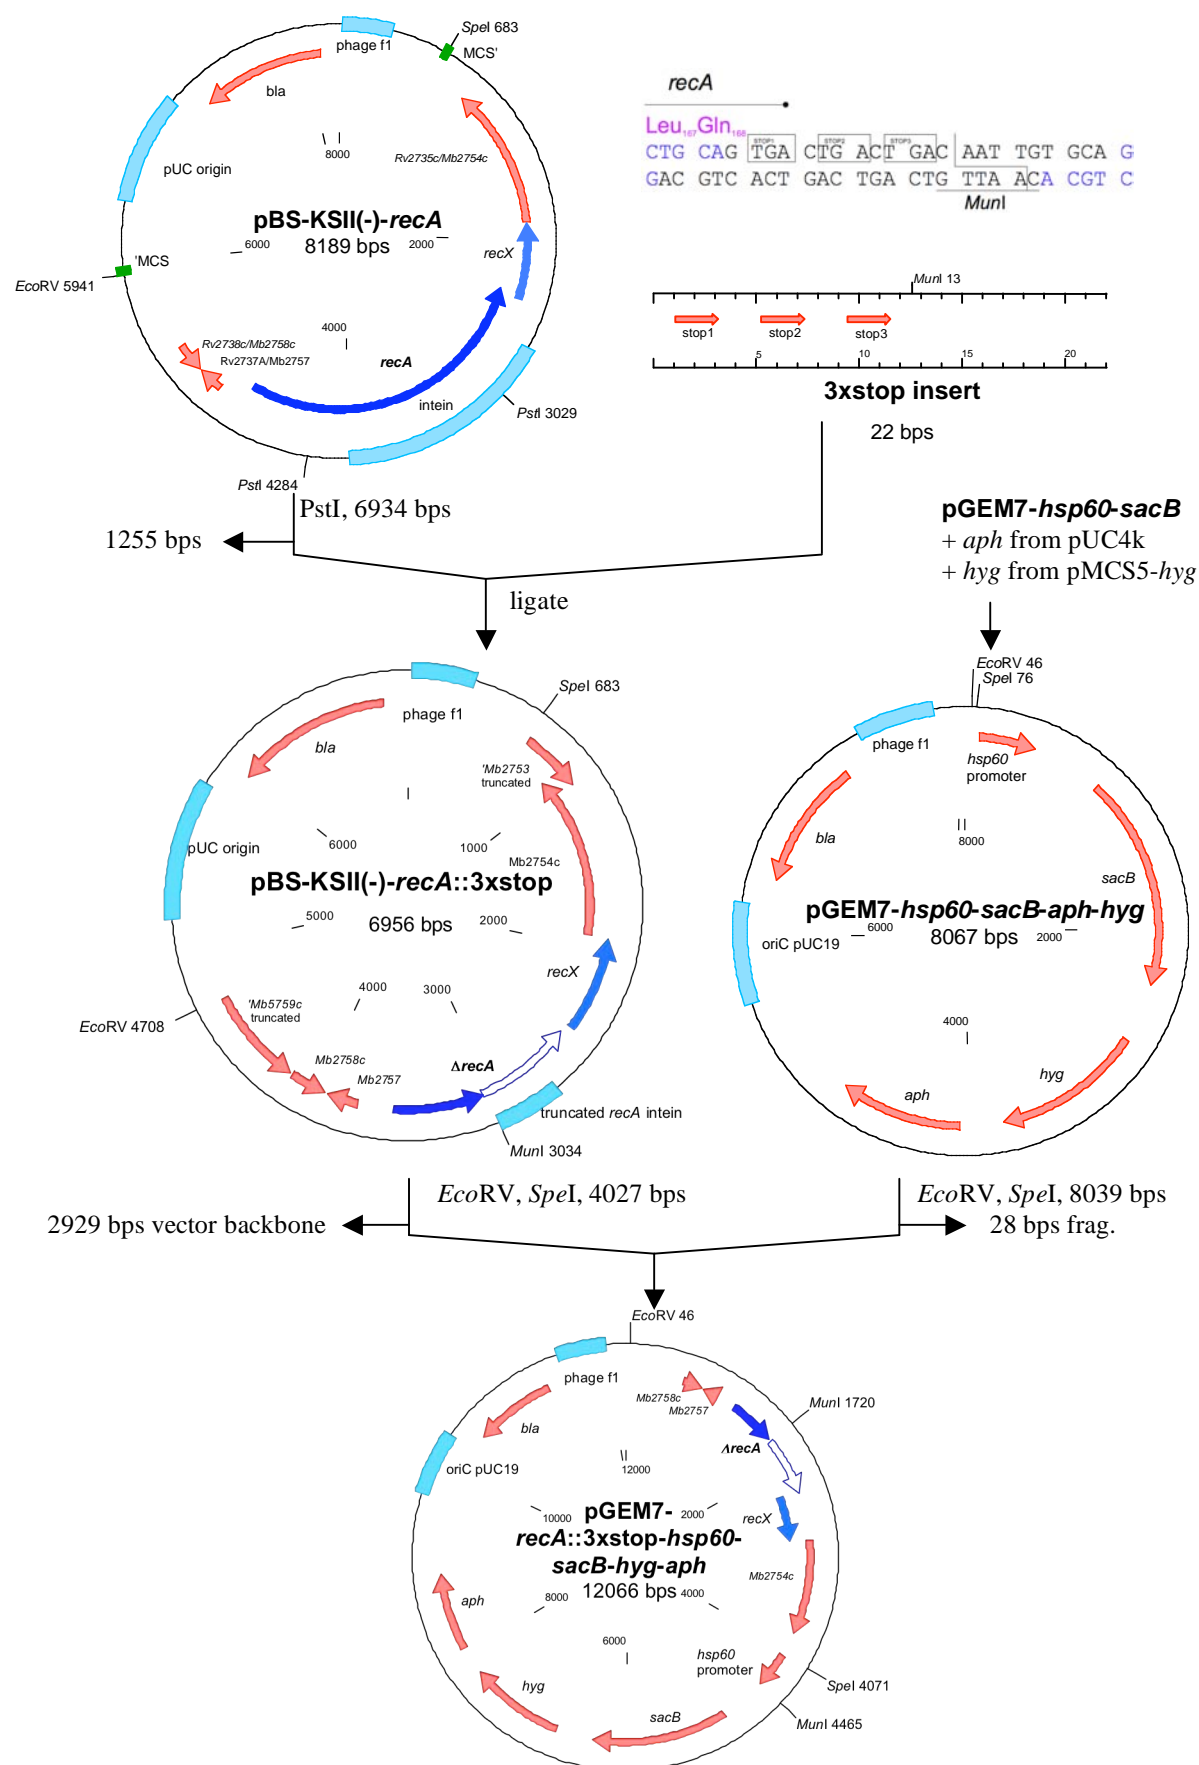 SpeI 683
phage f1
MCS'
bla
8000
Rv2735c/Mb2754c
pUC origin
pBS-KSII(-)-recA
8189 bps
6000
2000
recX
'MCS
EcoRV 5941
4000
Rv2738c/Mb2758c
Rv2737A/Mb2757
recA
intein
PstI 3029
PstI 4284
recA
Leu167Gln168
STOP1 STOP2 STOP3
CTG CAG TGA CTG ACT GAC AAT TGT GCA G
GAC GTC ACT GAC TGA CTG TTAA ACA CGT C
MunI
MunI 13
stop1 stop2 stop3
5 10 15 20
3xstop insert
22 bps
PstI, 6934 bps
1255 bps
ligate
pGEM7-hsp60-sacB
+ aph from pUC4k
+ hyg from pMCS5-hyg
SpeI 683
phage f1
bla
'Mb2753
truncated
pUC origin
6000
1000
Mb2754c
pBS-KSII(-)-recA::3xstop
6956 bps
5000
2000
recX
4000
3000
'Mb5759c
truncated
EcoRV 4708
Mb2758c
Mb2757
ΔrecA
truncated recA intein
MunI 3034
EcoRV 46
SpeI 76
phage f1
hsp60
promoter
bla
8000
sacB
pGEM7-hsp60-sacB-aph-hyg
oriC pUC19
6000
8067 bps
2000
4000
hyg
aph
EcoRV, SpeI, 4027 bps
2929 bps vector backbone
EcoRV, SpeI, 8039 bps
28 bps frag.
EcoRV 46
phage f1
Mb2758c
Mb2757
MunI 1720
bla
ΔrecA
oriC pUC19
12000
10000
2000
pGEM7-
recA::3xstop-hsp60-
sacB-hyg-aph
12066 bps
recX
Mb2754c
aph
8000
4000
6000
hsp60
promoter
SpeI 4071
hyg
sacB
MunI 4465